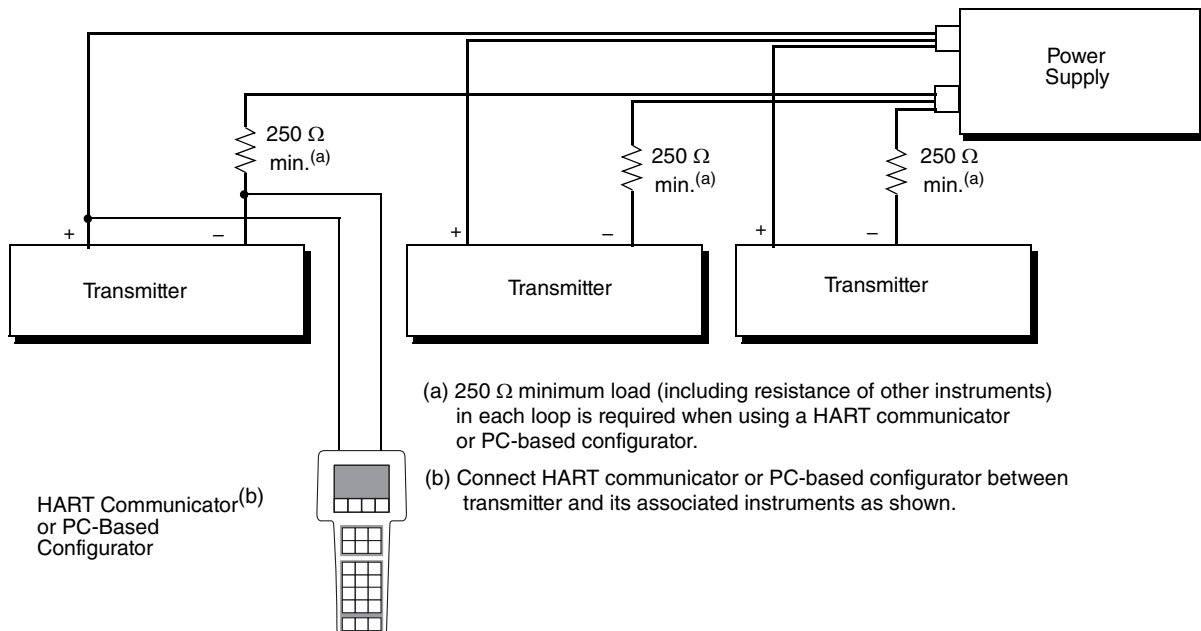 Power
Supply
250 Ω
min.(a)
250 Ω
min.(a)
250 Ω
min.(a)
+
–
+
–
+
–
Transmitter
Transmitter
Transmitter
(a) 250 Ω minimum load (including resistance of other instruments)
in each loop is required when using a HART communicator
or PC-based configurator.
(b) Connect HART communicator or PC-based configurator between
transmitter and its associated instruments as shown.
HART Communicator(b)
or PC-Based
Configurator